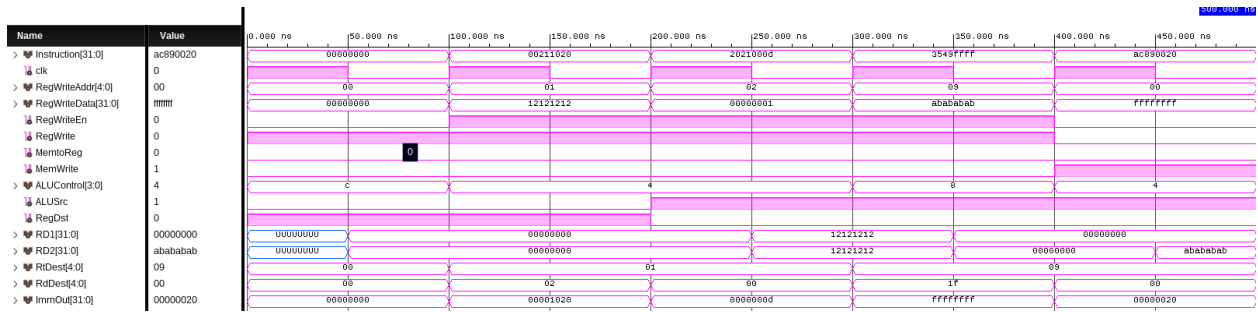 500.000 ns
Name Value 0.000 ns 50.000 ns 100.000 ns 150.000 ns 200.000 ns 250.000 ns 300.000 ns 350.000 ns 400.000 ns 450.000 ns
Instruction[31:0] ac890020 00000000 00211020 2021000d 3549ffff ac890020
clk 0
RegWriteAddr[4:0] 00 00 01 02 09 00
RegWriteData[31:0] ffffffff 00000000 12121212 00000001 abababab ffffffff
RegWriteEn 0
RegWrite 0
MemtoReg 0 0
MemWrite 1
ALUControl[3:0] 4 c 4 8 4
ALUSrc 1
RegDst 0
RD1[31:0] 00000000 UUUUUUUU 00000000 12121212 00000000
RD2[31:0] abababab UUUUUUUU 00000000 12121212 00000000 abababab
RtDest[4:0] 09 00 01 09
RdDest[4:0] 00 00 02 00 1f 00
ImmOut[31:0] 00000020 00000000 00001020 0000000d ffffffff 00000020